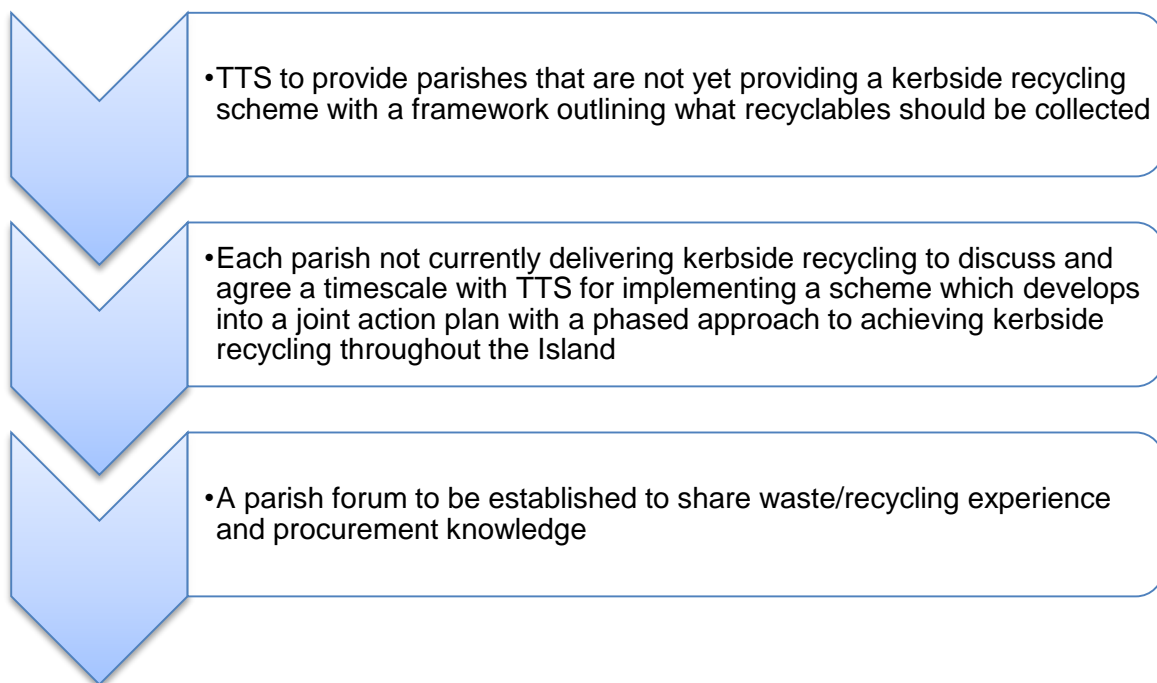 •TTS to provide parishes that are not yet providing a kerbside recycling
scheme with a framework outlining what recyclables should be collected
•Each parish not currently delivering kerbside recycling to discuss and
agree a timescale with TTS for implementing a scheme which develops
into a joint action plan with a phased approach to achieving kerbside
recycling throughout the Island
•A parish forum to be established to share waste/recycling experience
and procurement knowledge